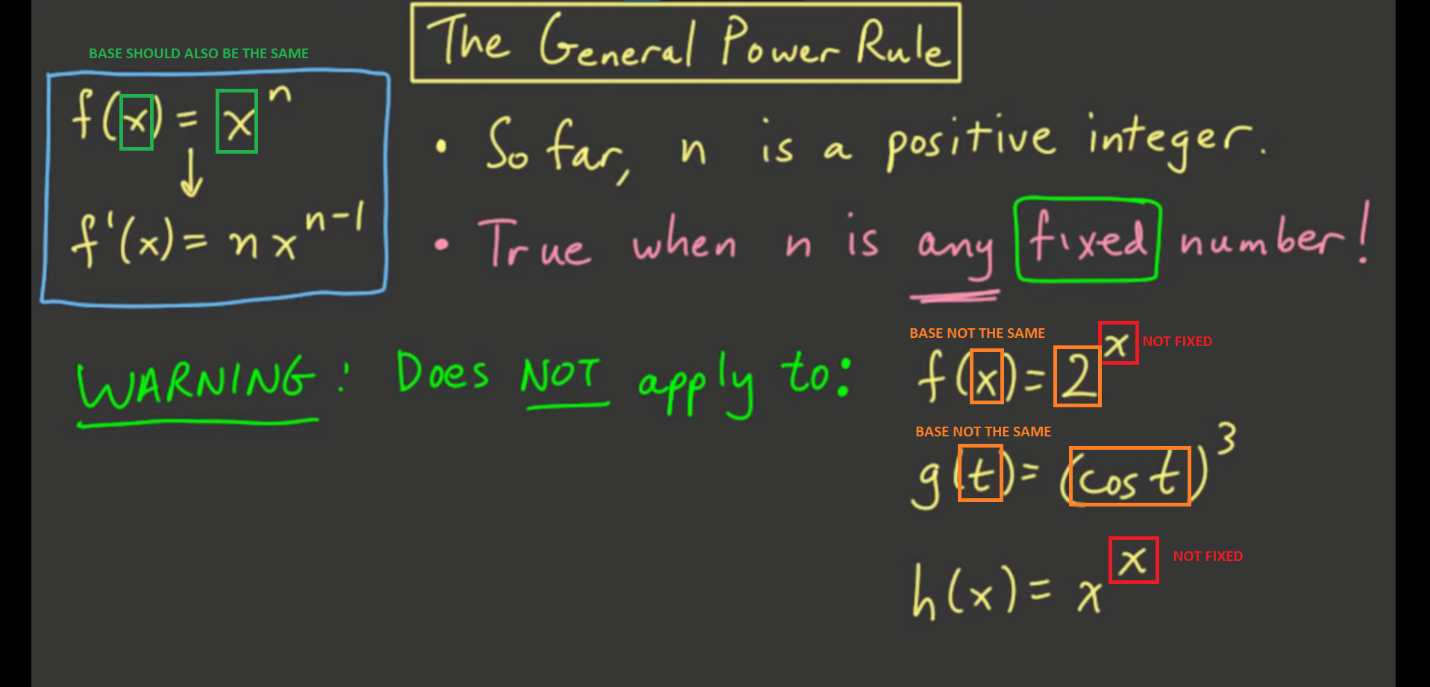 The General Power Rule
BASE SHOULD ALSO BE THE SAME
f(x) = x^n
↓
f'(x) = n x^{n-1}
• So far, n is a positive integer.
• True when n is any fixed number!
WARNING: Does NOT apply to:
BASE NOT THE SAME
f(x) = 2^x NOT FIXED
BASE NOT THE SAME
g(t) = (cos t)^3
h(x) = x^x NOT FIXED